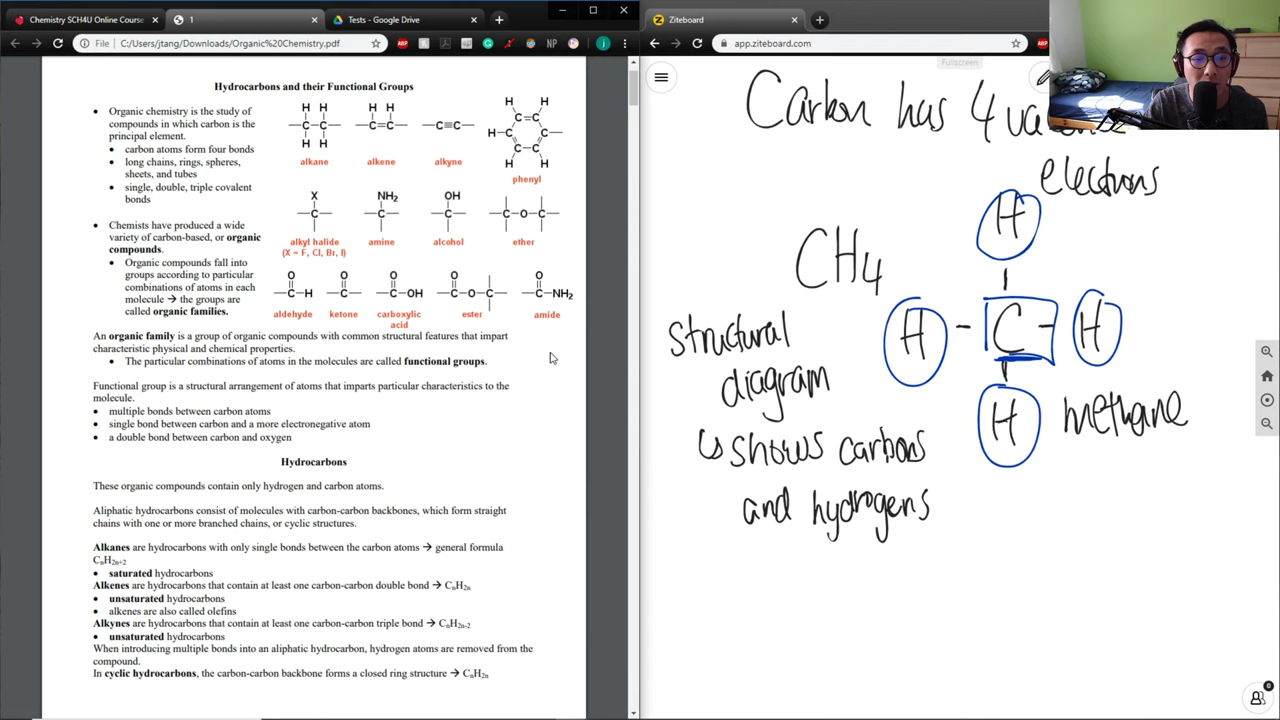 Chemistry SCH4U Online Course
1
Tests - Google Drive
Ziteboard
File
C:/Users/jtang/Downloads/Organic%20Chemistry.pdf
app.ziteboard.com
Fullscreen
Hydrocarbons and their Functional Groups
• Organic chemistry is the study of
compounds in which carbon is the
principal element.
• carbon atoms form four bonds
• long chains, rings, spheres,
sheets, and tubes
• single, double, triple covalent
bonds
• Chemists have produced a wide
variety of carbon-based, or organic
compounds.
• Organic compounds fall into
groups according to particular
combinations of atoms in each
molecule → the groups are
called organic families.
H H
–C–C–
H H
alkane
H H
–C=C–
alkene
–C≡C–
alkyne
H H
C=C
H–C C–
C–C
H H
phenyl
X
–C–
alkyl halide
(X = F, Cl, Br, I)
NH₂
–C–
amine
OH
–C–
alcohol
–C–O–C–
ether
O
–C–H
aldehyde
O
–C–
ketone
O
–C–OH
carboxylic
acid
O
–C–O–C–
ester
O
–C–NH₂
amide
An organic family is a group of organic compounds with common structural features that impart
characteristic physical and chemical properties.
• The particular combinations of atoms in the molecules are called functional groups.
Functional group is a structural arrangement of atoms that imparts particular characteristics to the
molecule.
• multiple bonds between carbon atoms
• single bond between carbon and a more electronegative atom
• a double bond between carbon and oxygen
Hydrocarbons
These organic compounds contain only hydrogen and carbon atoms.
Aliphatic hydrocarbons consist of molecules with carbon-carbon backbones, which form straight
chains with one or more branched chains, or cyclic structures.
Alkanes are hydrocarbons with only single bonds between the carbon atoms → general formula
CₙH₂ₙ₊₂
• saturated hydrocarbons
Alkenes are hydrocarbons that contain at least one carbon-carbon double bond → CₙH₂ₙ
• unsaturated hydrocarbons
• alkenes are also called olefins
Alkynes are hydrocarbons that contain at least one carbon-carbon triple bond → CₙH₂ₙ₋₂
• unsaturated hydrocarbons
When introducing multiple bonds into an aliphatic hydrocarbon, hydrogen atoms are removed from the
compound.
In cyclic hydrocarbons, the carbon-carbon backbone forms a closed ring structure → CₙH₂ₙ
Carbon has 4
electrons
CH4
H
H – C – H
H
methane
structural
diagram
↳ shows carbons
and hydrogens
0